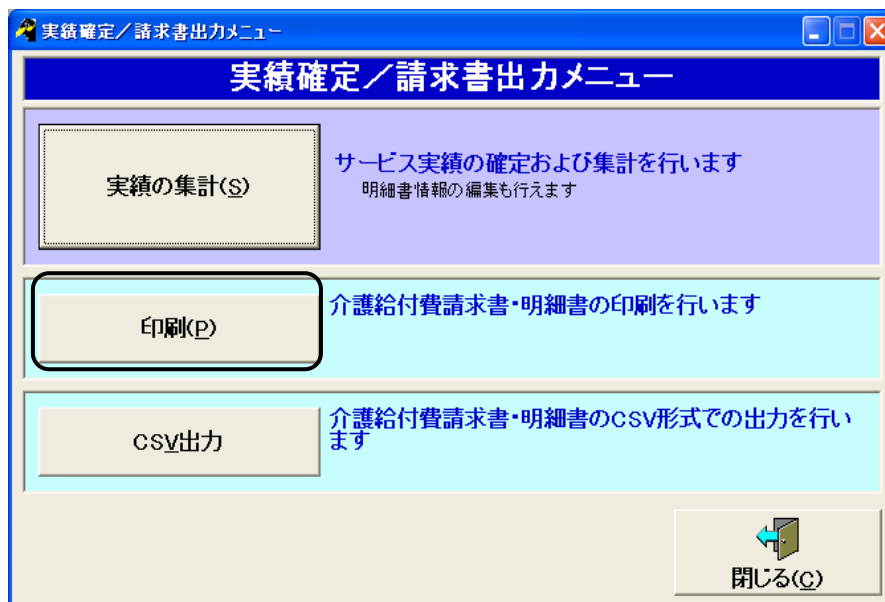 実績確定／請求書出力メニュー
実績確定／請求書出力メニュー
実績の集計(S)
サービス実績の確定および集計を行います
明細書情報の編集も行えます
印刷(P)
介護給付費請求書・明細書の印刷を行います
CSV出力
介護給付費請求書・明細書のCSV形式での出力を行い
ます
閉じる(C)